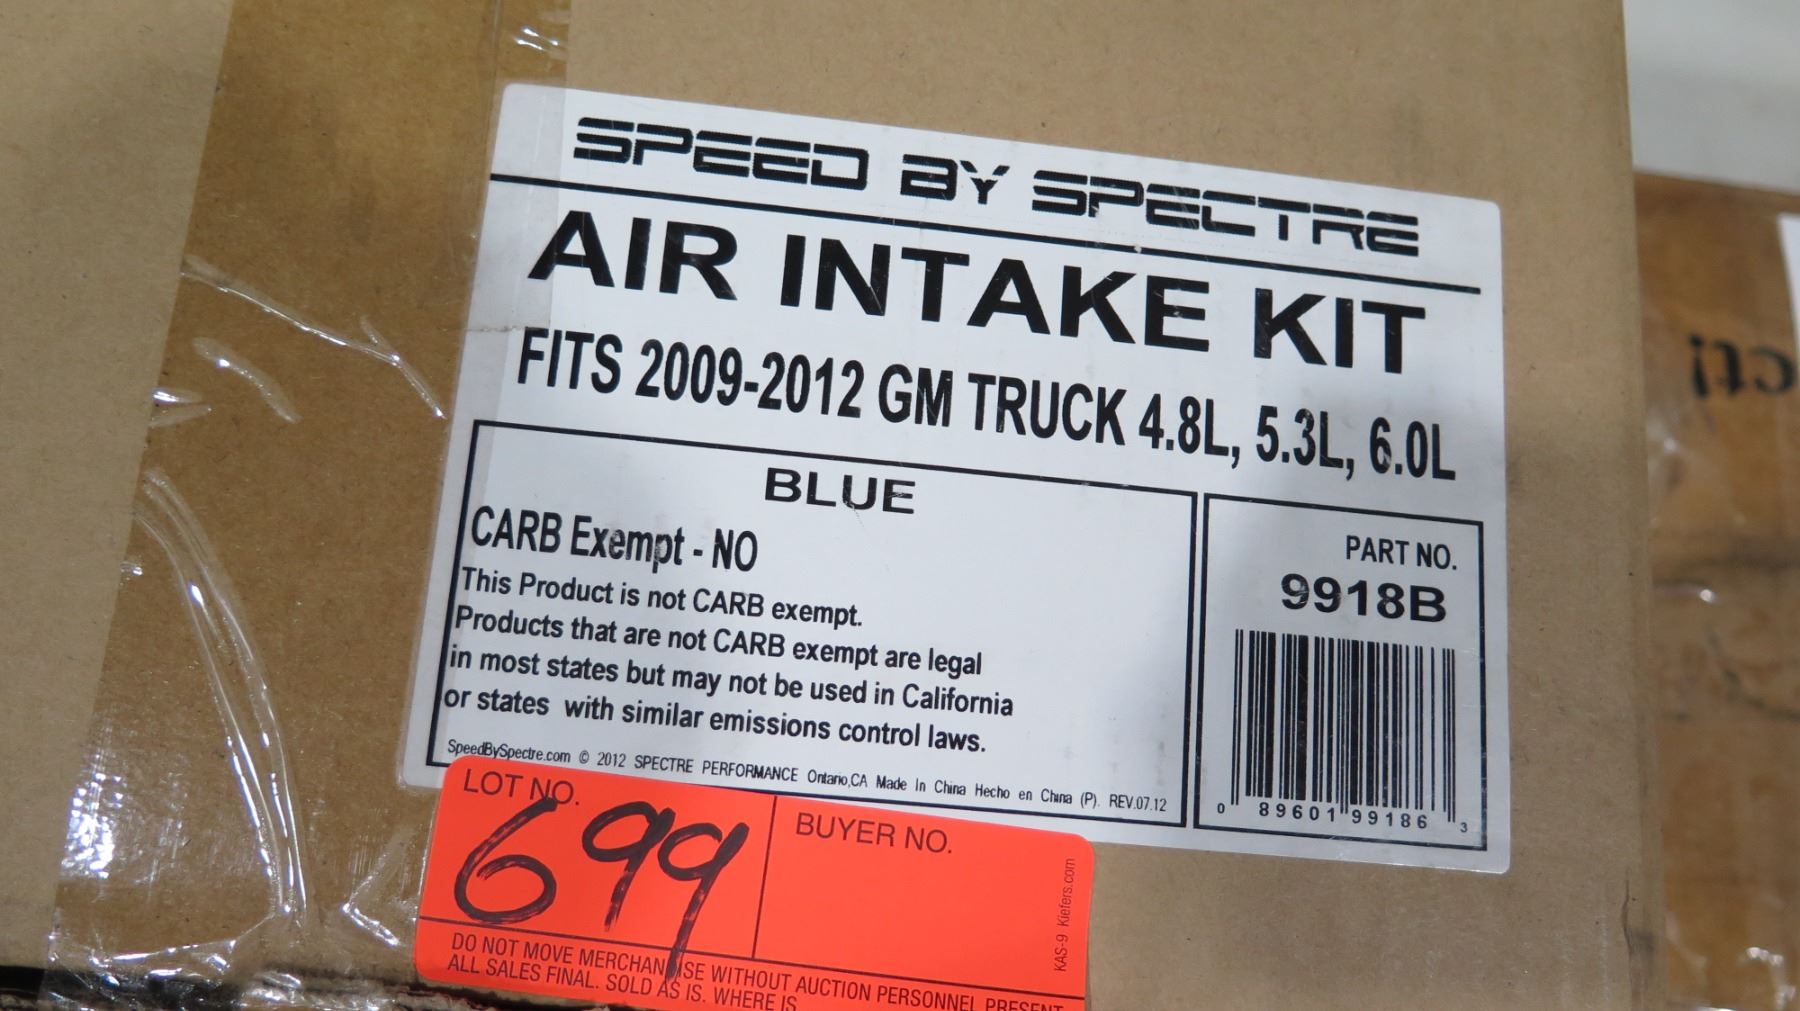 SPEED BY SPECTRE
AIR INTAKE KIT
FITS 2009-2012 GM TRUCK 4.8L, 5.3L, 6.0L
BLUE
CARB Exempt - NO
This Product is not CARB exempt.
Products that are not CARB exempt are legal
in most states but may not be used in California
or states with similar emissions control laws.
SpeedBySpectre.com © 2012 SPECTRE PERFORMANCE Ontario,CA Made In China Hecho en China (P). REV.07.12
PART NO.
9918B
0 89601 99186 3
LOT NO.
699
BUYER NO.
KAS-9 Kiefers.com
DO NOT MOVE MERCHANDISE WITHOUT AUCTION PERSONNEL PRESENT
ALL SALES FINAL. SOLD AS IS. WHERE IS